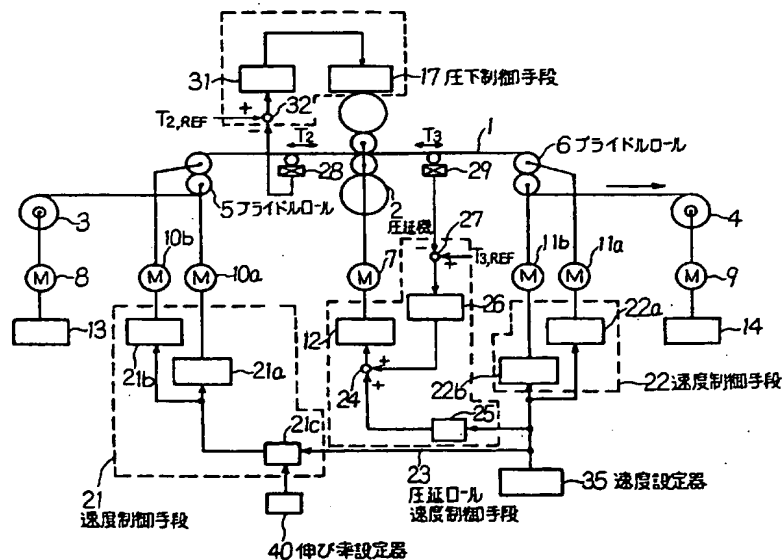 31
17 圧下制御手段
T2,REF
+
32
−
T2
T3
1
6 ブライドルロール
28
29
3
5 ブライドルロール
2
圧延機
4
10b
27
11b
11a
−
+
T3,REF
M
8
M
M
10a
7
M
M
M
M
9
26
22a
13
12
14
21b
21a
24
+
+
22b
22 速度制御手段
25
21c
21
速度制御手段
23
圧延ロール
速度制御手段
35 速度設定器
40 伸び率設定器